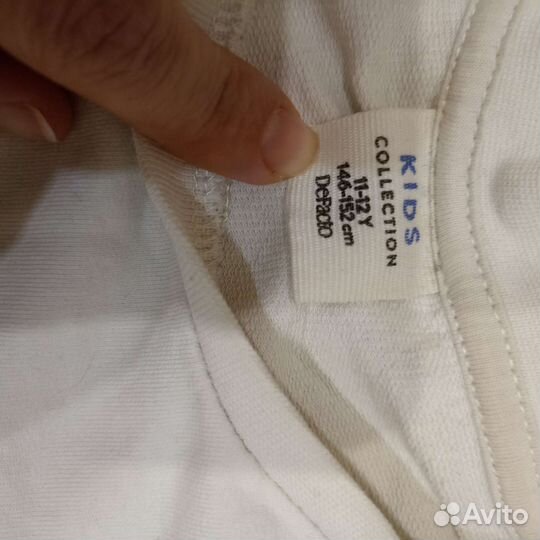 KIDS
COLLECTION
11-12 Y
146-152 cm
DeFacto
Avito